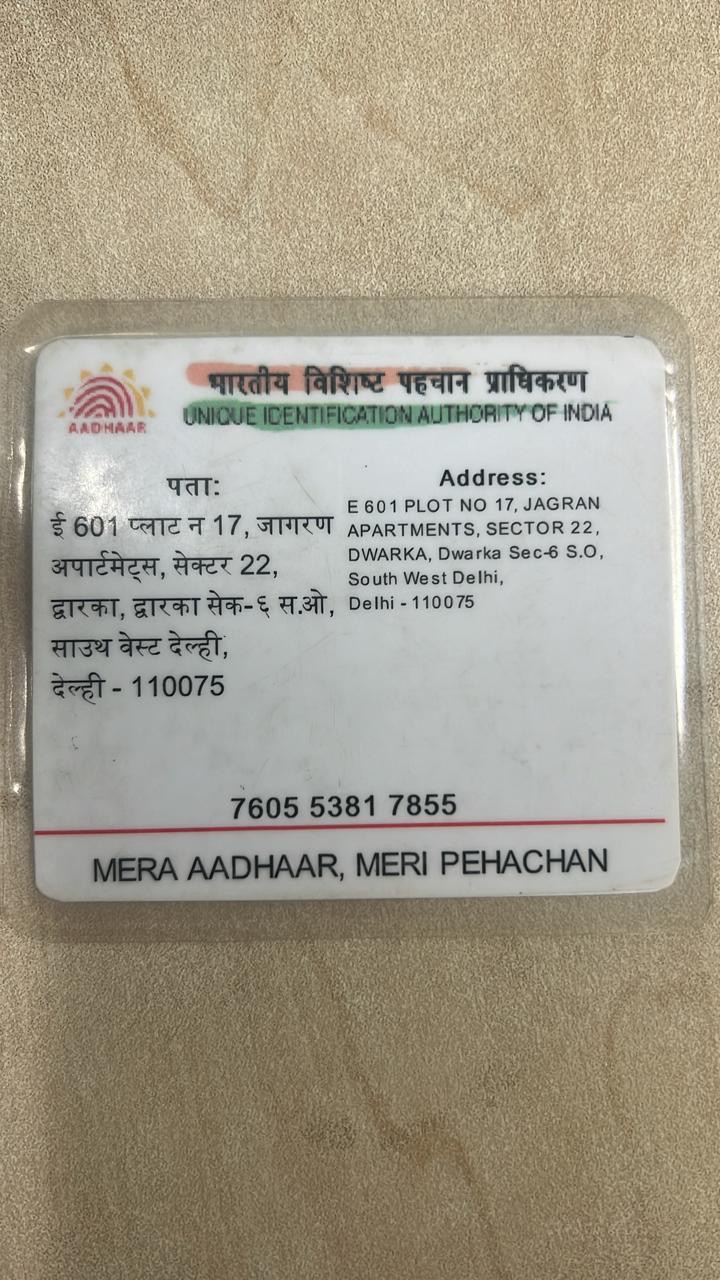 AADHAAR
भारतीय विशिष्ट पहचान प्राधिकरण
UNIQUE IDENTIFICATION AUTHORITY OF INDIA
पता:
ई 601 प्लाट न 17, जागरण
अपार्टमेंट्स, सेक्टर 22,
द्वारका, द्वारका सेक-६ स.ओ,
साउथ वेस्ट देल्ही,
देल्ही - 110075
Address:
E 601 PLOT NO 17, JAGRAN
APARTMENTS, SECTOR 22,
DWARKA, Dwarka Sec-6 S.O,
South West Delhi,
Delhi - 110075
7605 5381 7855
MERA AADHAAR, MERI PEHACHAN